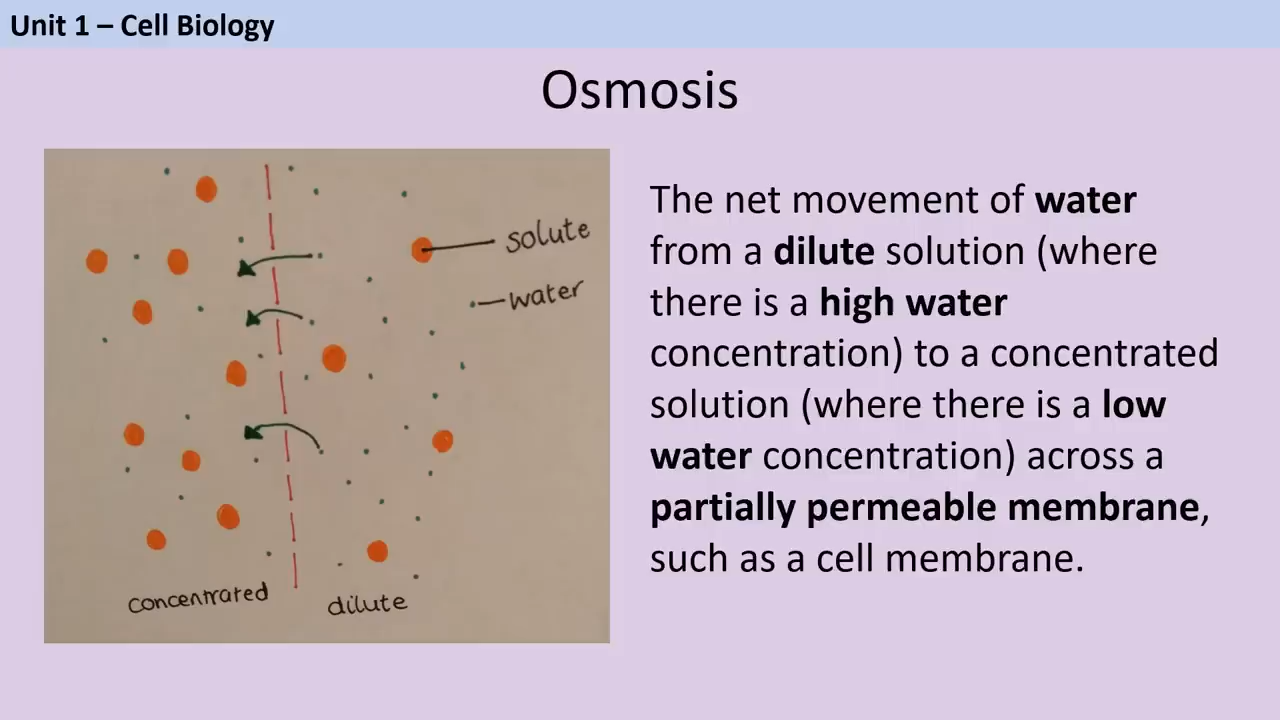 Unit 1 – Cell Biology
Osmosis
solute
water
concentrated
dilute
The net movement of water
from a dilute solution (where
there is a high water
concentration) to a concentrated
solution (where there is a low
water concentration) across a
partially permeable membrane,
such as a cell membrane.